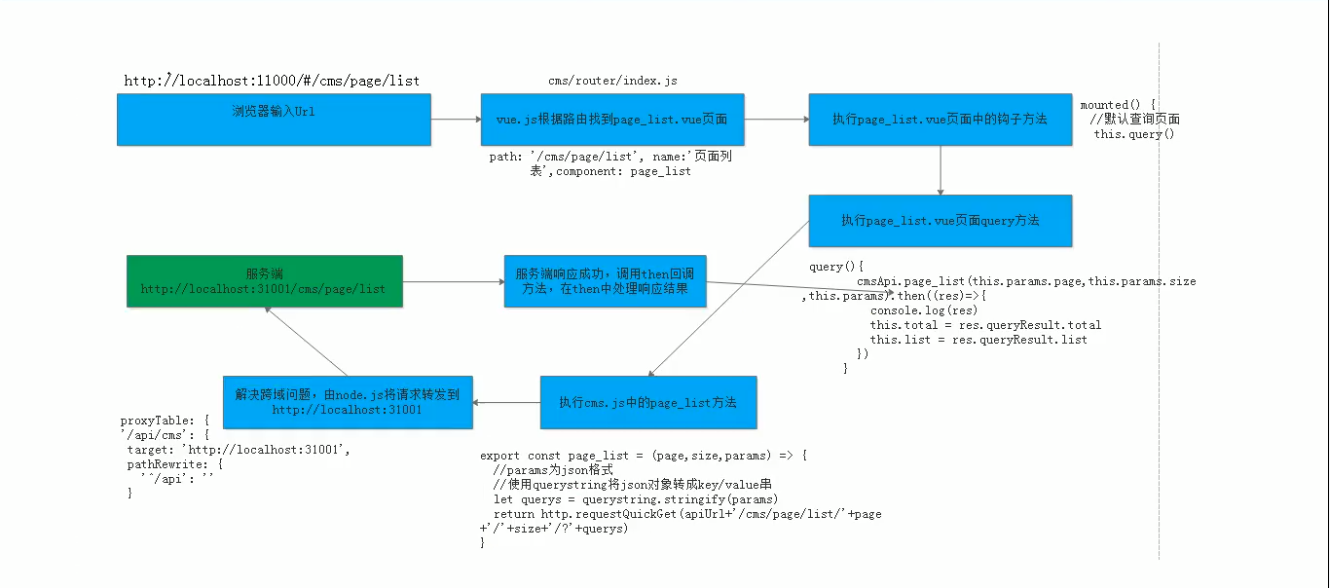 http://localhost:11000/#/cms/page/list
浏览器输入Url
cms/router/index.js
vue.js根据路由找到page_list.vue页面
path: '/cms/page/list', name:'页面列
表',component: page_list
执行page_list.vue页面中的钩子方法
mounted() {
//默认查询页面
this.query()
执行page_list.vue页面query方法
query(){
cmsApi.page_list(this.params.page,this.params.size
,this.params).then((res)=>{
console.log(res)
this.total = res.queryResult.total
this.list = res.queryResult.list
})
}
服务端
http://localhost:31001/cms/page/list
服务端响应成功，调用then回调
方法，在then中处理响应结果
解决跨域问题，由node.js将请求转发到
http://localhost:31001
执行cms.js中的page_list方法
proxyTable: {
'/api/cms': {
target: 'http://localhost:31001',
pathRewrite: {
'^/api': ''
}
export const page_list = (page,size,params) => {
//params为json格式
//使用querystring将json对象转成key/value串
let querys = querystring.stringify(params)
return http.requestQuickGet(apiUrl+'/cms/page/list/'+page
+'/'+size+'/?'+querys)
}